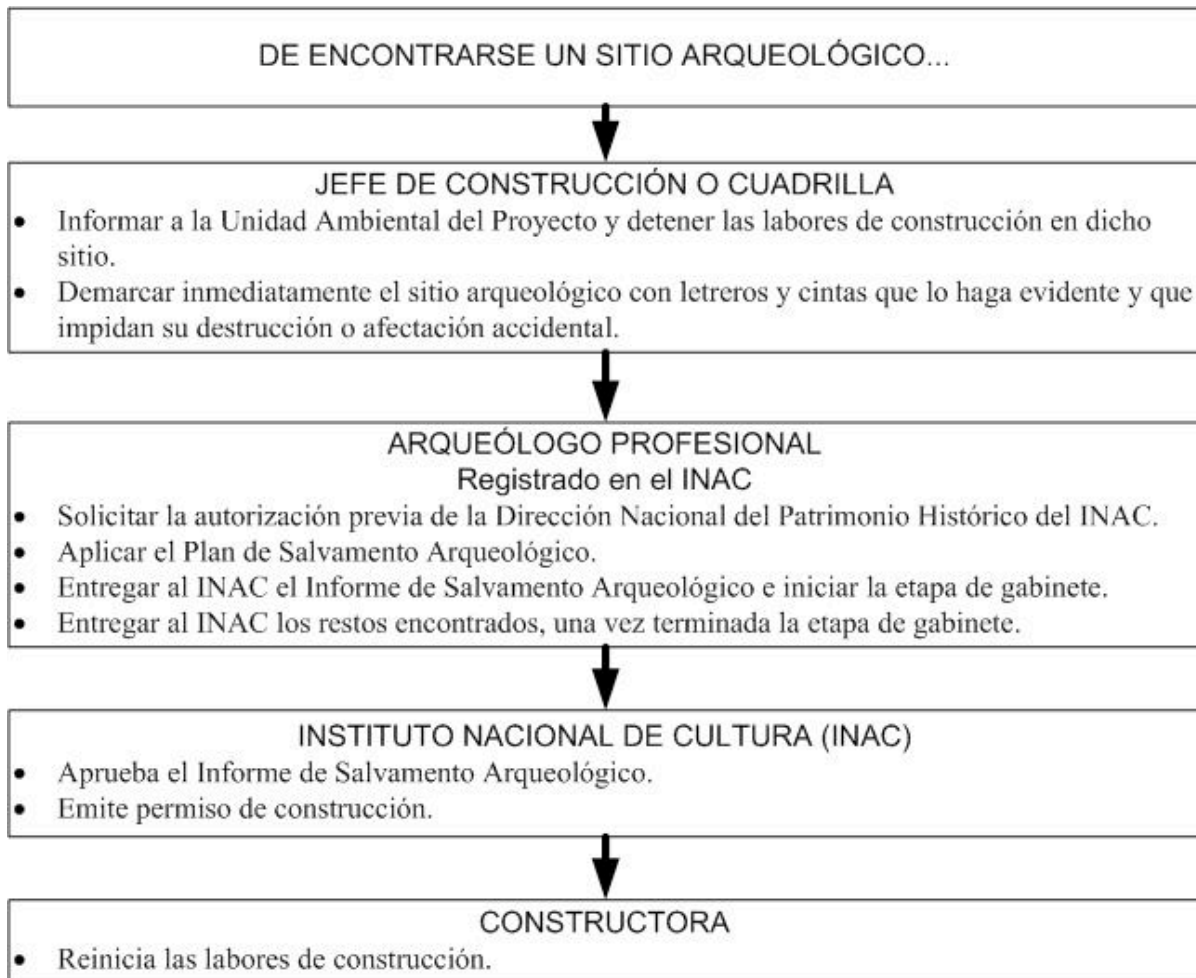 DE ENCONTRARSE UN SITIO ARQUEOLÓGICO...
JEFE DE CONSTRUCCIÓN O CUADRILLA
• Informar a la Unidad Ambiental del Proyecto y detener las labores de construcción en dicho
sitio.
• Demarcar inmediatamente el sitio arqueológico con letreros y cintas que lo haga evidente y que
impidan su destrucción o afectación accidental.
ARQUEÓLOGO PROFESIONAL
Registrado en el INAC
• Solicitar la autorización previa de la Dirección Nacional del Patrimonio Histórico del INAC.
• Aplicar el Plan de Salvamento Arqueológico.
• Entregar al INAC el Informe de Salvamento Arqueológico e iniciar la etapa de gabinete.
• Entregar al INAC los restos encontrados, una vez terminada la etapa de gabinete.
INSTITUTO NACIONAL DE CULTURA (INAC)
• Aprueba el Informe de Salvamento Arqueológico.
• Emite permiso de construcción.
CONSTRUCTORA
• Reinicia las labores de construcción.